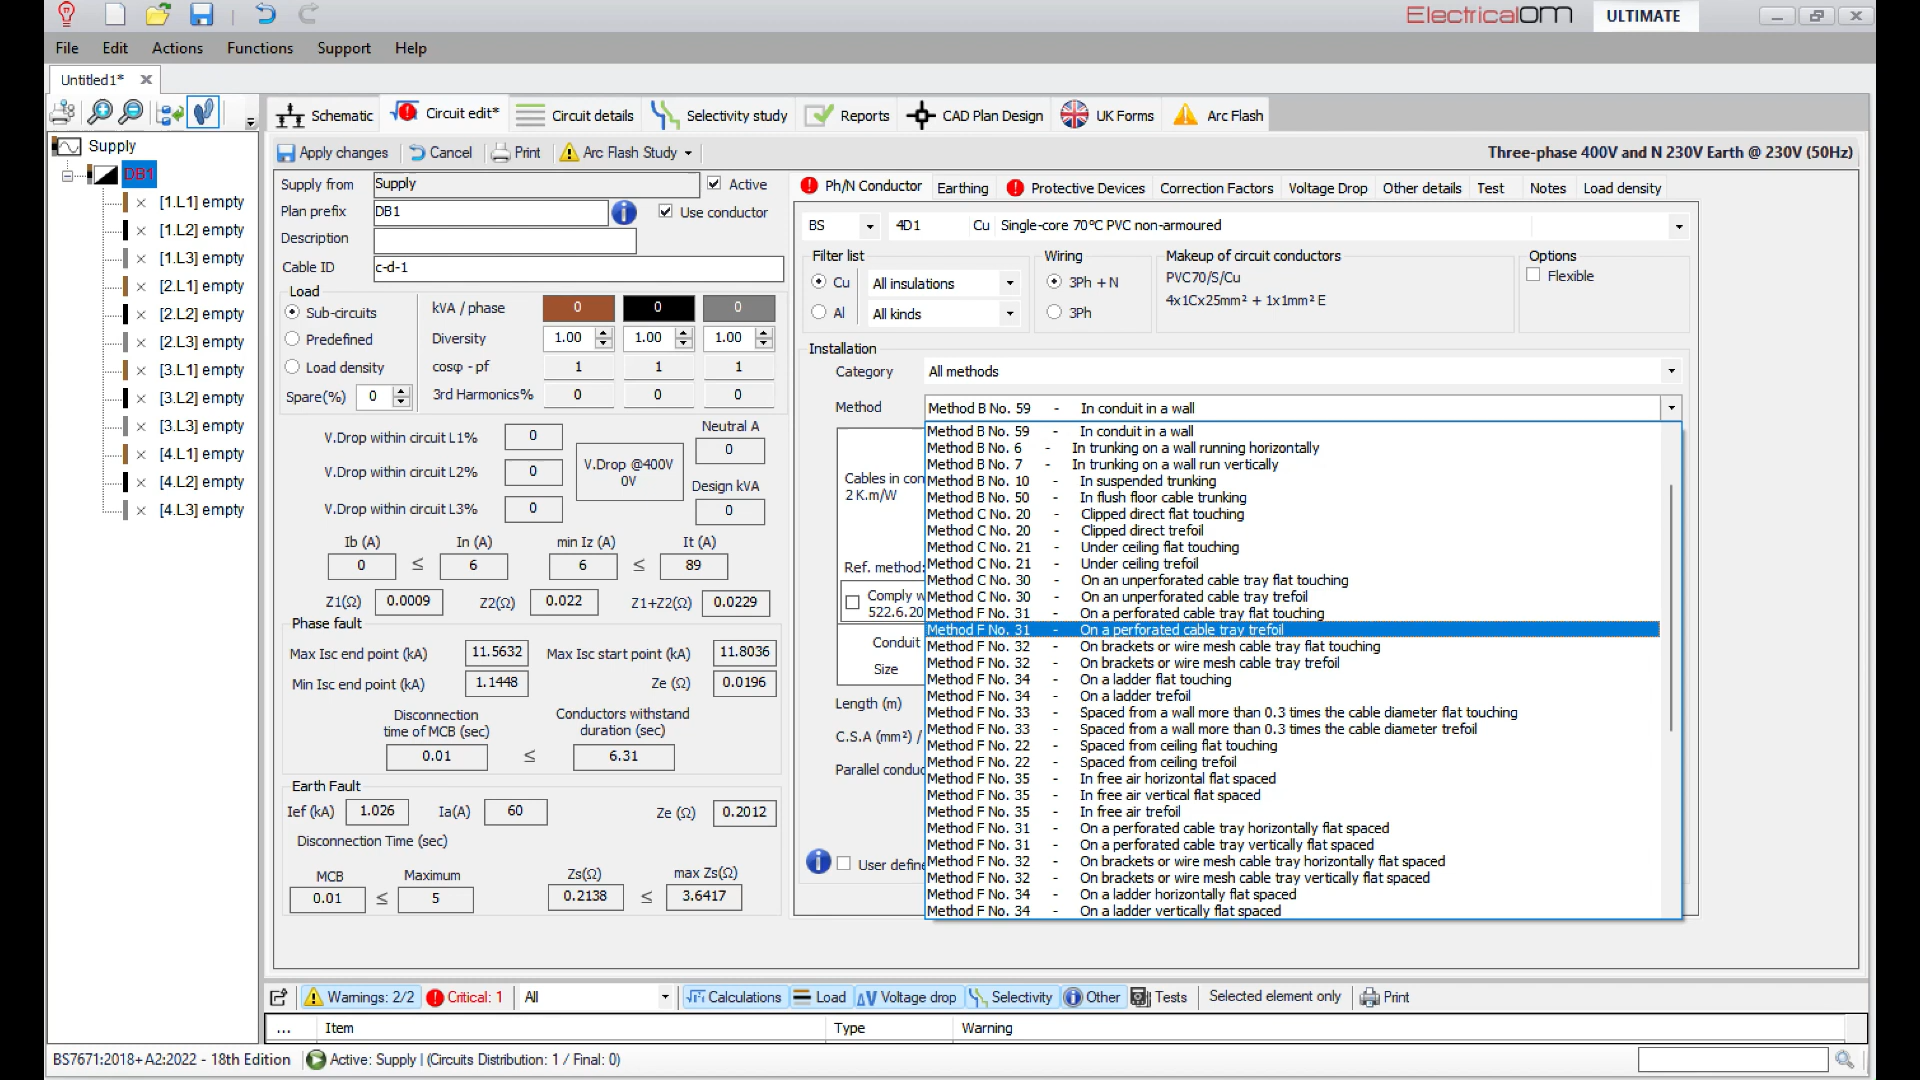 ElectricalOM ULTIMATE
File Edit Actions Functions Support Help
Untitled1*
Schematic Circuit edit* Circuit details Selectivity study Reports CAD Plan Design UK Forms Arc Flash
Apply changes Cancel Print Arc Flash Study Three-phase 400V and N 230V Earth @ 230V (50Hz)
Supply
DB1
[1.L1] empty
[1.L2] empty
[1.L3] empty
[2.L1] empty
[2.L2] empty
[2.L3] empty
[3.L1] empty
[3.L2] empty
[3.L3] empty
[4.L1] empty
[4.L2] empty
[4.L3] empty
Supply from Supply Active
Plan prefix DB1 Use conductor
Description
Cable ID c-d-1
Load
Sub-circuits
Predefined
Load density
Spare(%) 0
kVA / phase 0 0 0
Diversity 1.00 1.00 1.00
cosφ - pf 1 1 1
3rd Harmonics% 0 0 0
V.Drop within circuit L1% 0
V.Drop within circuit L2% 0
V.Drop within circuit L3% 0
V.Drop @400V
0V
Neutral A
0
Design kVA
0
Ib (A) In (A) min Iz (A) It (A)
0 ≤ 6 6 ≤ 89
Z1(Ω) 0.0009 Z2(Ω) 0.022 Z1+Z2(Ω) 0.0229
Phase fault
Max Isc end point (kA) 11.5632 Max Isc start point (kA) 11.8036
Min Isc end point (kA) 1.1448 Ze (Ω) 0.0196
Disconnection
time of MCB (sec)
0.01
≤
Conductors withstand
duration (sec)
6.31
Earth Fault
Ief (kA) 1.026 Ia(A) 60 Ze (Ω) 0.2012
Disconnection Time (sec)
MCB Maximum Zs(Ω) max Zs(Ω)
0.01 ≤ 5 0.2138 ≤ 3.6417
Ph/N Conductor Earthing Protective Devices Correction Factors Voltage Drop Other details Test Notes Load density
BS 4D1 Cu Single-core 70°C PVC non-armoured
Filter list
Cu All insulations
Al All kinds
Wiring
3Ph + N
3Ph
Makeup of circuit conductors
PVC70/S/Cu
4x1Cx25mm² + 1x1mm² E
Options
Flexible
Installation
Category All methods
Method Method B No. 59 - In conduit in a wall
Cables in con
2 K.m/W
Ref. method:
Comply w
522.6.20
Conduit
Size
Length (m)
C.S.A (mm²) /
Parallel conduc
User define
Method B No. 59 - In conduit in a wall
Method B No. 6 - In trunking on a wall running horizontally
Method B No. 7 - In trunking on a wall run vertically
Method B No. 10 - In suspended trunking
Method B No. 50 - In flush floor cable trunking
Method C No. 20 - Clipped direct flat touching
Method C No. 20 - Clipped direct trefoil
Method C No. 21 - Under ceiling flat touching
Method C No. 21 - Under ceiling trefoil
Method C No. 30 - On an unperforated cable tray flat touching
Method C No. 30 - On an unperforated cable tray trefoil
Method F No. 31 - On a perforated cable tray flat touching
Method F No. 31 - On a perforated cable tray trefoil
Method F No. 32 - On brackets or wire mesh cable tray flat touching
Method F No. 32 - On brackets or wire mesh cable tray trefoil
Method F No. 34 - On a ladder flat touching
Method F No. 34 - On a ladder trefoil
Method F No. 33 - Spaced from a wall more than 0.3 times the cable diameter flat touching
Method F No. 33 - Spaced from a wall more than 0.3 times the cable diameter trefoil
Method F No. 22 - Spaced from ceiling flat touching
Method F No. 22 - Spaced from ceiling trefoil
Method F No. 35 - In free air horizontal flat spaced
Method F No. 35 - In free air vertical flat spaced
Method F No. 35 - In free air trefoil
Method F No. 31 - On a perforated cable tray horizontally flat spaced
Method F No. 31 - On a perforated cable tray vertically flat spaced
Method F No. 32 - On brackets or wire mesh cable tray horizontally flat spaced
Method F No. 32 - On brackets or wire mesh cable tray vertically flat spaced
Method F No. 34 - On a ladder horizontally flat spaced
Method F No. 34 - On a ladder vertically flat spaced
Warnings: 2/2 Critical: 1 All Calculations Load Voltage drop Selectivity Other Tests Selected element only Print
... Item Type Warning
BS7671:2018+A2:2022 - 18th Edition Active: Supply | (Circuits Distribution: 1 / Final: 0)